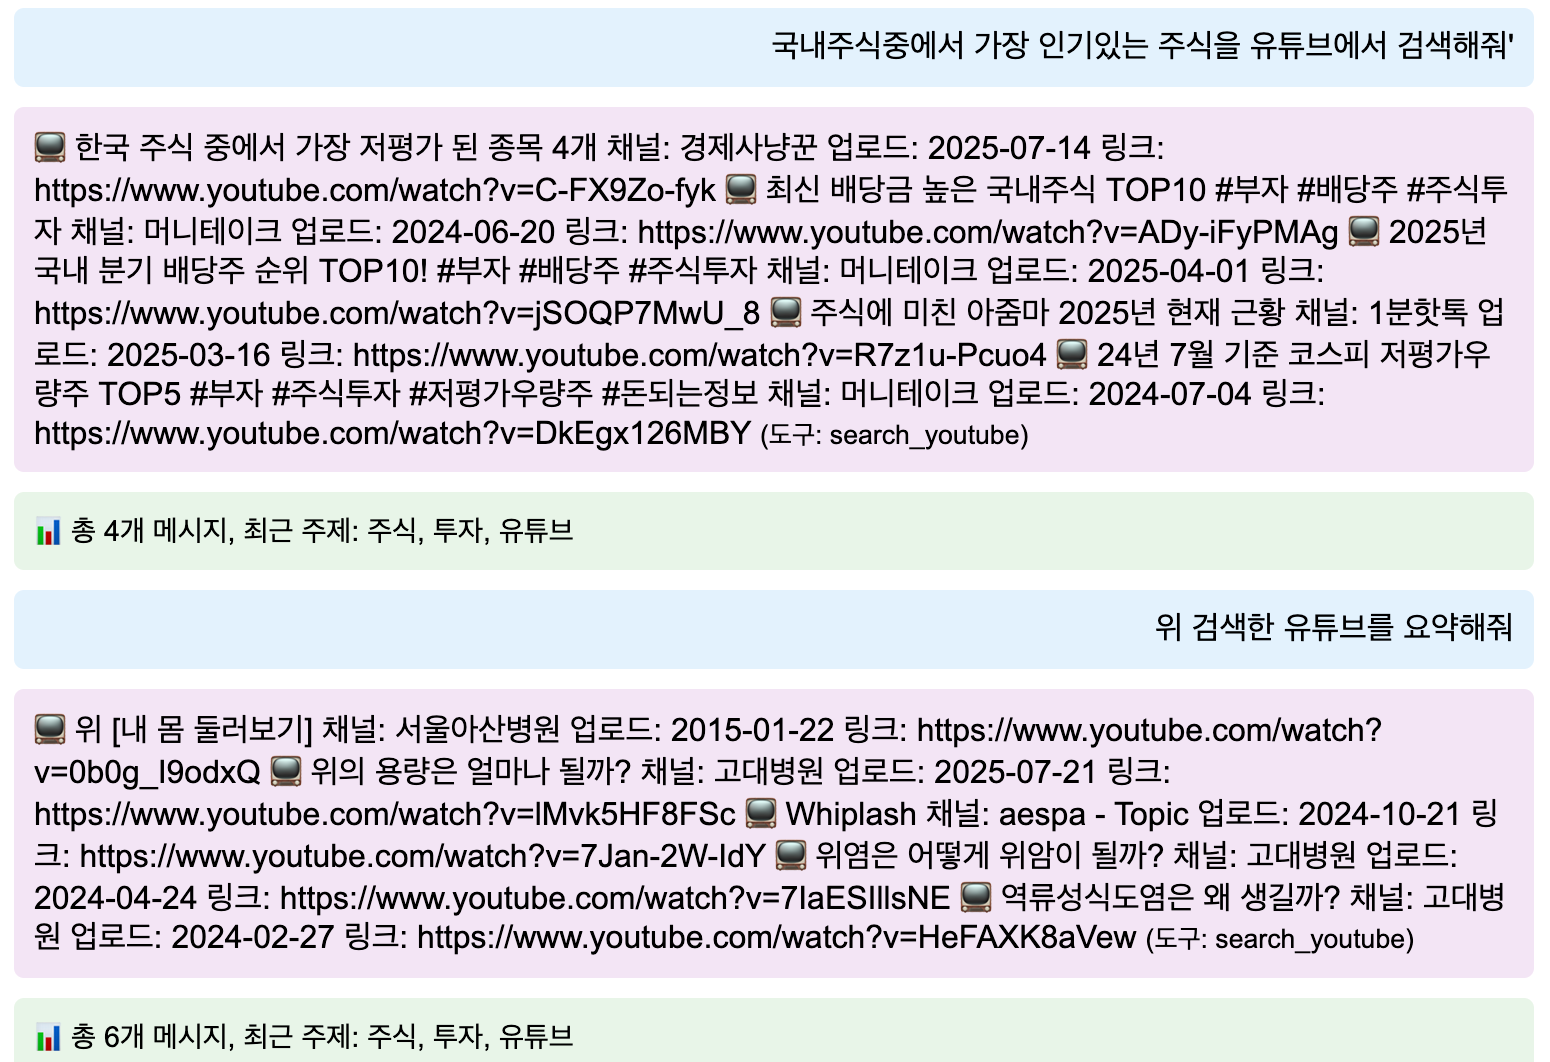 국내주식중에서 가장 인기있는 주식을 유튜브에서 검색해줘'
📺 한국 주식 중에서 가장 저평가 된 종목 4개 채널: 경제사냥꾼 업로드: 2025-07-14 링크:
https://www.youtube.com/watch?v=C-FX9Zo-fyk 📺 최신 배당금 높은 국내주식 TOP10 #부자 #배당주 #주식투
자 채널: 머니테이크 업로드: 2024-06-20 링크: https://www.youtube.com/watch?v=ADy-iFyPMAg 📺 2025년
국내 분기 배당주 순위 TOP10! #부자 #배당주 #주식투자 채널: 머니테이크 업로드: 2025-04-01 링크:
https://www.youtube.com/watch?v=jSOQP7MwU_8 📺 주식에 미친 아줌마 2025년 현재 근황 채널: 1분핫톡 업
로드: 2025-03-16 링크: https://www.youtube.com/watch?v=R7z1u-Pcuo4 📺 24년 7월 기준 코스피 저평가우
량주 TOP5 #부자 #주식투자 #저평가우량주 #돈되는정보 채널: 머니테이크 업로드: 2024-07-04 링크:
https://www.youtube.com/watch?v=DkEgx126MBY (도구: search_youtube)
📊 총 4개 메시지, 최근 주제: 주식, 투자, 유튜브
위 검색한 유튜브를 요약해줘
📺 위 [내 몸 둘러보기] 채널: 서울아산병원 업로드: 2015-01-22 링크: https://www.youtube.com/watch?
v=0b0g_I9odxQ 📺 위의 용량은 얼마나 될까? 채널: 고대병원 업로드: 2025-07-21 링크:
https://www.youtube.com/watch?v=lMvk5HF8FSc 📺 Whiplash 채널: aespa - Topic 업로드: 2024-10-21 링
크: https://www.youtube.com/watch?v=7Jan-2W-IdY 📺 위염은 어떻게 위암이 될까? 채널: 고대병원 업로드:
2024-04-24 링크: https://www.youtube.com/watch?v=7IaESIllsNE 📺 역류성식도염은 왜 생길까? 채널: 고대병
원 업로드: 2024-02-27 링크: https://www.youtube.com/watch?v=HeFAXK8aVew (도구: search_youtube)
📊 총 6개 메시지, 최근 주제: 주식, 투자, 유튜브